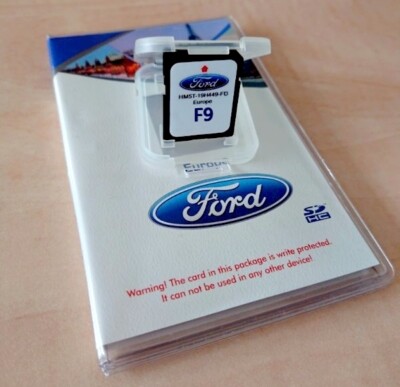 Ford
HM5T-19H449-FD
Europe
F9
Europe
Ford
SD
HC
Warning! The card in this package is write protected.
It can not be used in any other device!